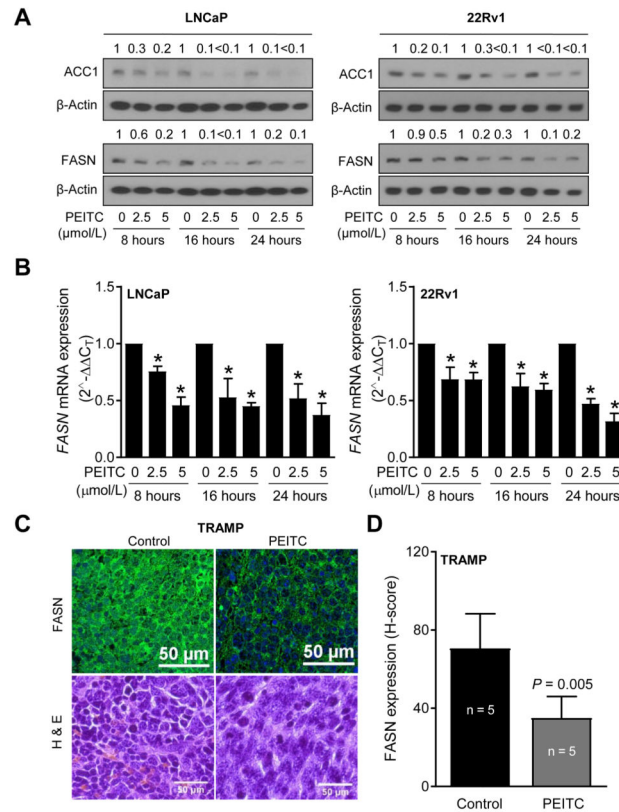 A
LNCaP
1 0.3 0.2 1 0.1<0.1 1 0.1<0.1
ACC1
β-Actin
1 0.6 0.2 1 0.1<0.1 1 0.2 0.1
FASN
β-Actin
PEITC 0 2.5 5 0 2.5 5 0 2.5 5
(μmol/L) 8 hours 16 hours 24 hours
22Rv1
1 0.2 0.1 1 0.3<0.1 1 <0.1<0.1
ACC1
β-Actin
1 0.9 0.5 1 0.2 0.3 1 0.1 0.2
FASN
β-Actin
PEITC 0 2.5 5 0 2.5 5 0 2.5 5
(μmol/L) 8 hours 16 hours 24 hours
B
FASN mRNA expression
(2^-ΔΔCT)
1.5
1.0
0.5
0.0
LNCaP
* * * * * *
PEITC 0 2.5 5 0 2.5 5 0 2.5 5
(μmol/L) 8 hours 16 hours 24 hours
FASN mRNA expression
(2^-ΔΔCT)
1.5
1.0
0.5
0.0
22Rv1
* * * * * *
PEITC 0 2.5 5 0 2.5 5 0 2.5 5
(μmol/L) 8 hours 16 hours 24 hours
C
TRAMP
Control PEITC
FASN
50 μm 50 μm
H & E
50 μm 50 μm
D
FASN expression (H-score)
120
80
40
0
TRAMP
P = 0.005
n = 5
n = 5
Control PEITC